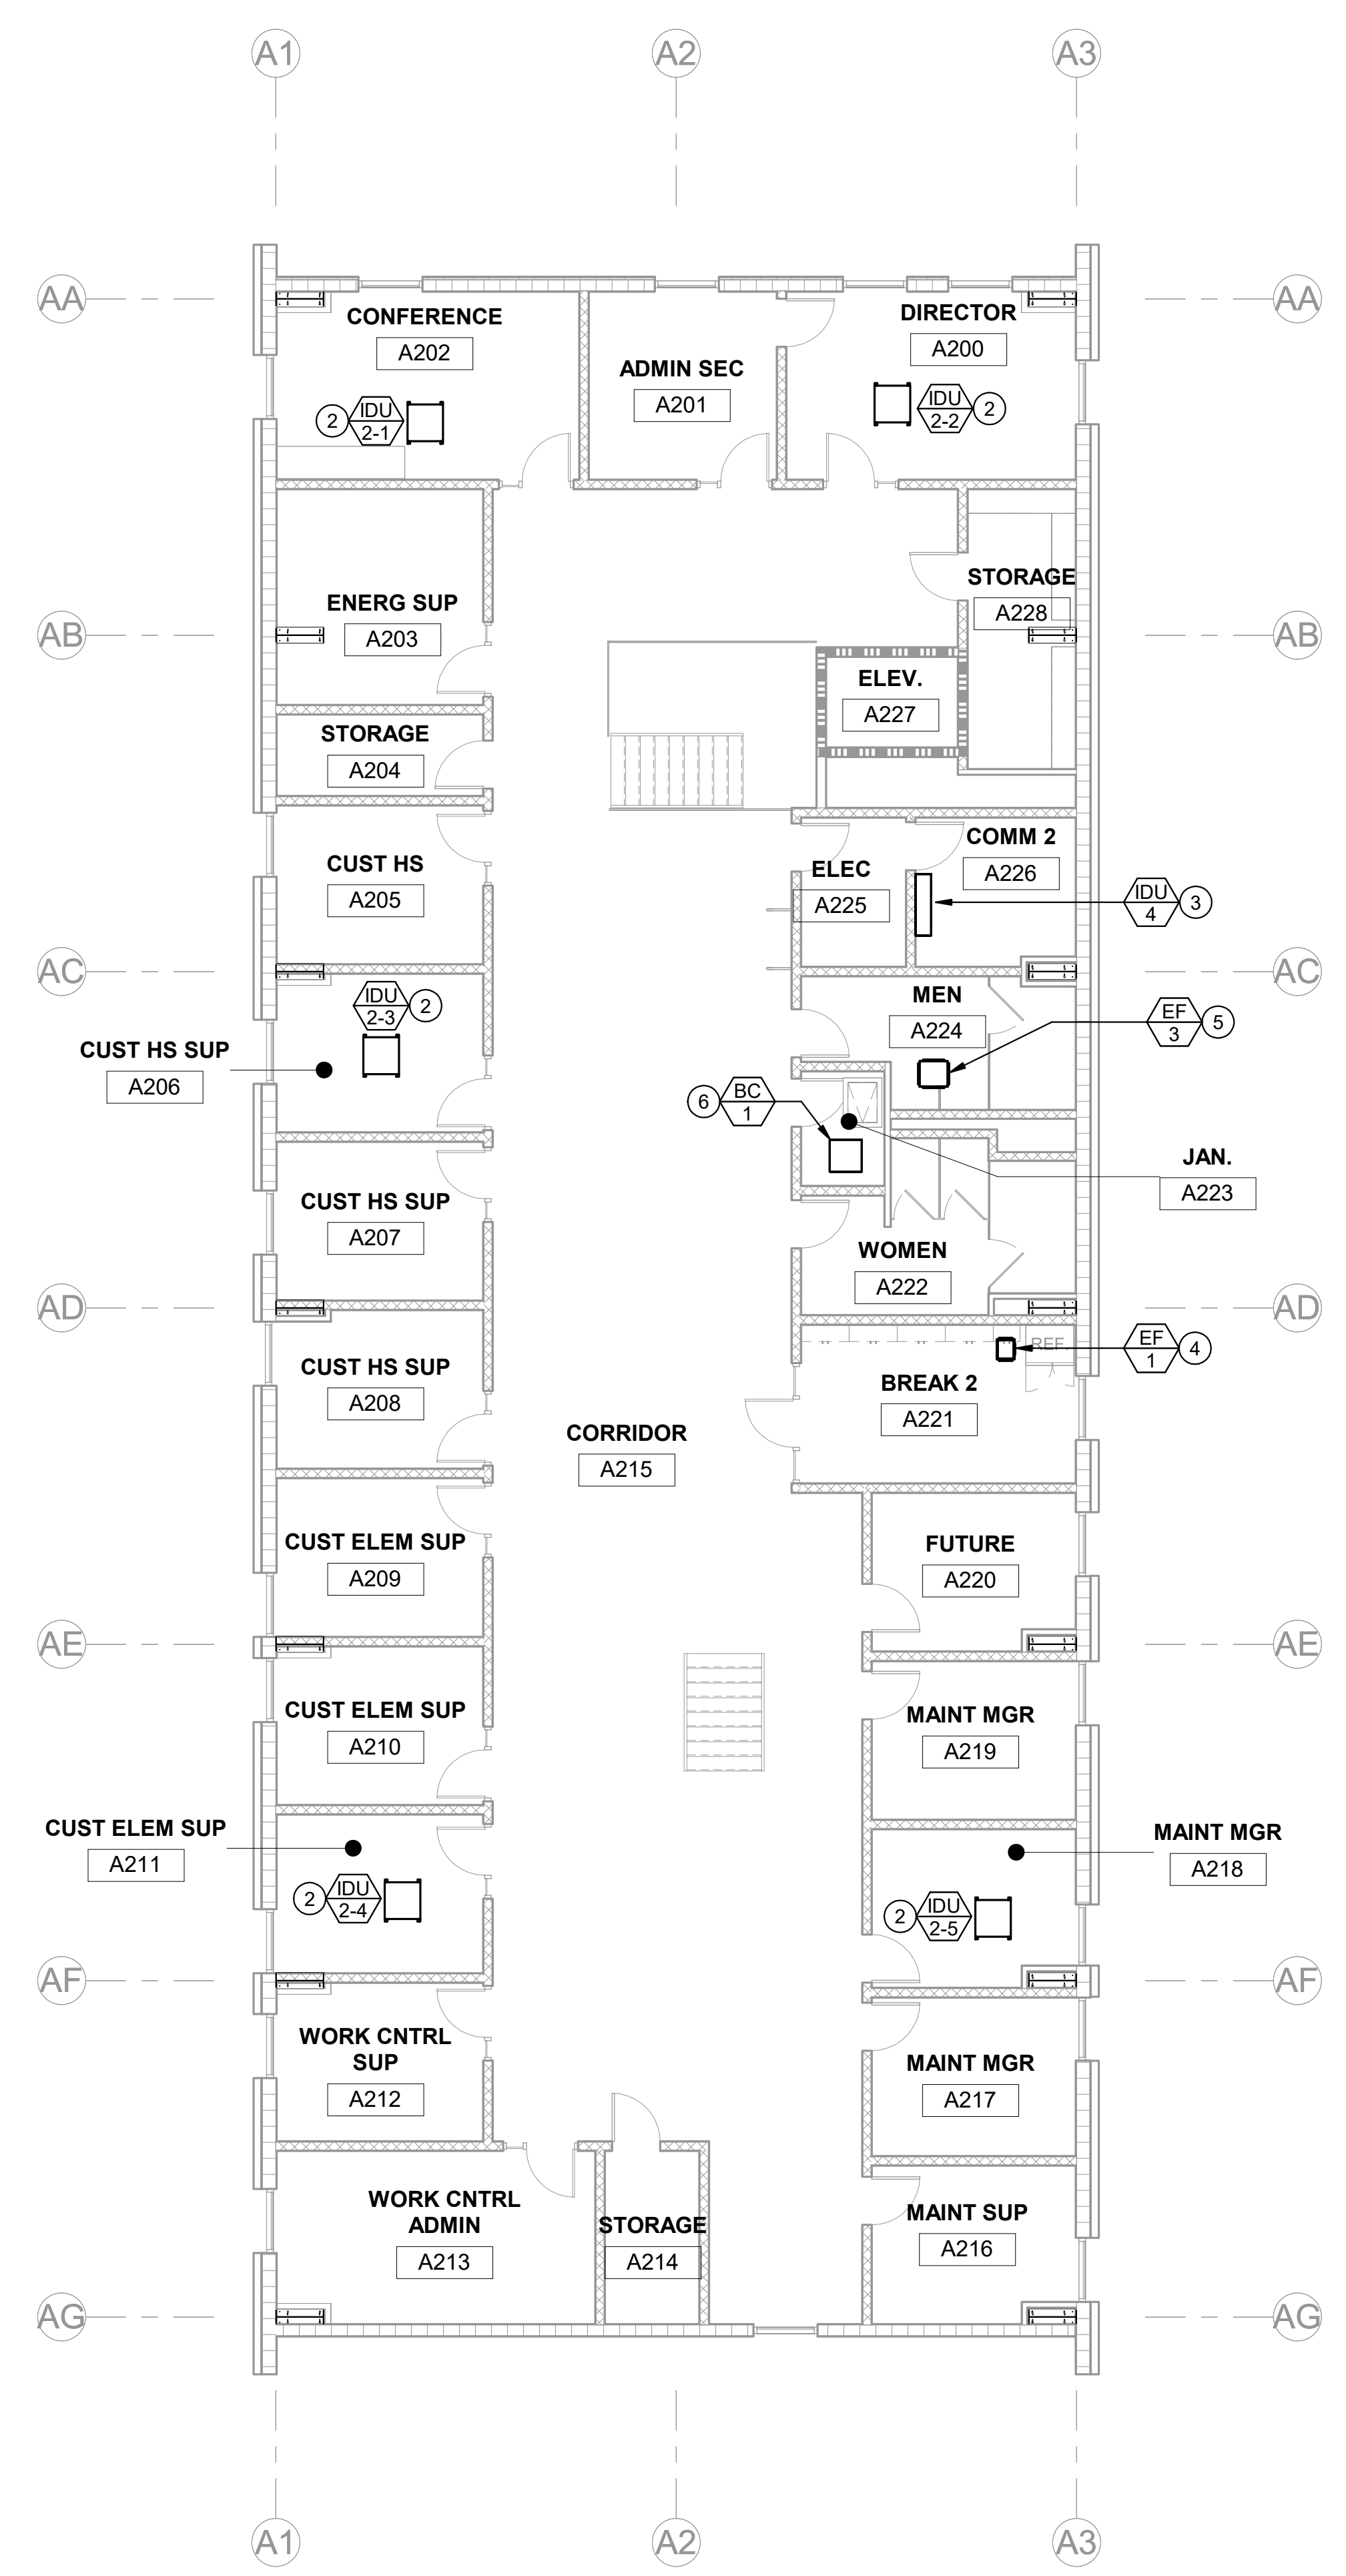 A1
A2
A3
AA
AA
CONFERENCE
A202
ADMIN SEC
A201
DIRECTOR
A200
2
IDU
2-1
IDU
2-2
2
ENERG SUP
A203
STORAGE
A228
AB
AB
ELEV.
A227
STORAGE
A204
CUST HS
A205
ELEC
A225
COMM 2
A226
IDU
4
3
AC
AC
IDU
2-3
2
MEN
A224
EF
3
5
CUST HS SUP
A206
6
BC
1
JAN.
A223
CUST HS SUP
A207
WOMEN
A222
AD
AD
CUST HS SUP
A208
REF.
EF
1
4
BREAK 2
A221
CORRIDOR
A215
CUST ELEM SUP
A209
FUTURE
A220
AE
AE
CUST ELEM SUP
A210
MAINT MGR
A219
CUST ELEM SUP
A211
MAINT MGR
A218
2
IDU
2-4
2
IDU
2-5
AF
AF
WORK CNTRL
SUP
A212
MAINT MGR
A217
WORK CNTRL
ADMIN
A213
STORAGE
A214
MAINT SUP
A216
AG
AG
A1
A2
A3